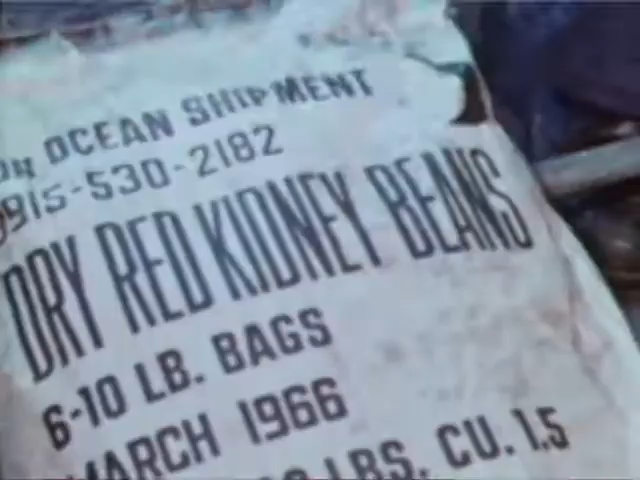 OCEAN SHIPMENT
915-530-2182
DRY RED KIDNEY BEANS
6-10 LB. BAGS
MARCH 1966
LBS. CU. 1.5